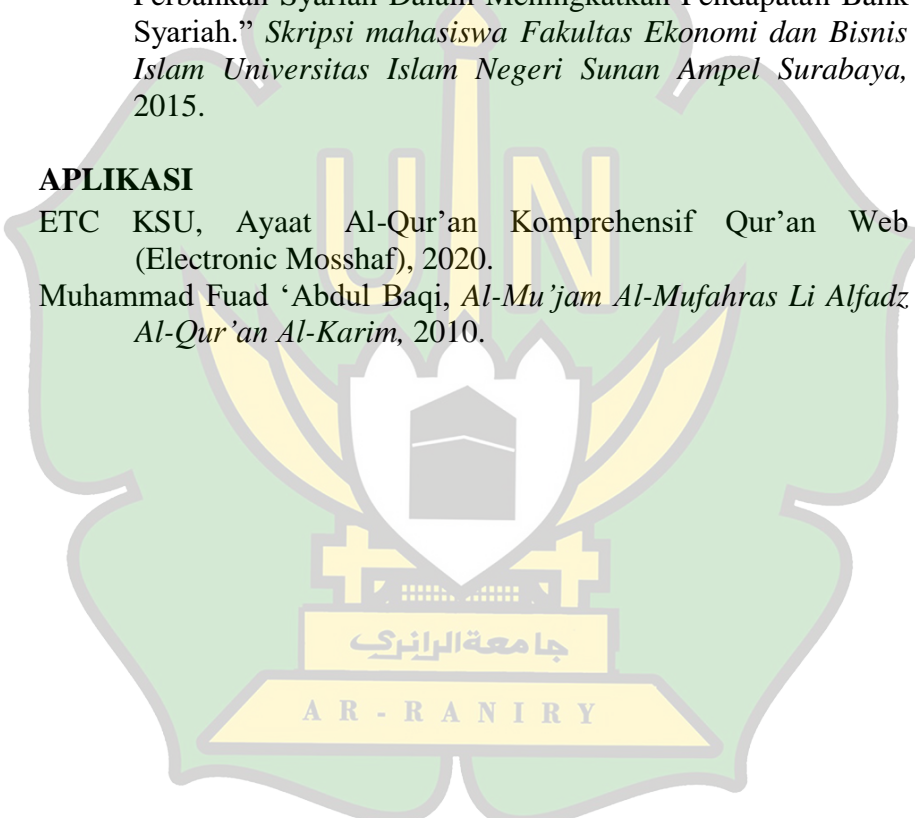 Perbankan Syariah Dalam Meningkatkan Pendapatan Bank
Syariah.” Skripsi mahasiswa Fakultas Ekonomi dan Bisnis
Islam Universitas Islam Negeri Sunan Ampel Surabaya,
2015.
UIN
APLIKASI
ETC KSU, Ayaat Al-Qur’an Komprehensif Qur’an Web
(Electronic Mosshaf), 2020.
Muhammad Fuad ‘Abdul Baqi, Al-Mu’jam Al-Mufahras Li Alfadz
Al-Qur’an Al-Karim, 2010.
جامعةالرانري
AR-RANIRY